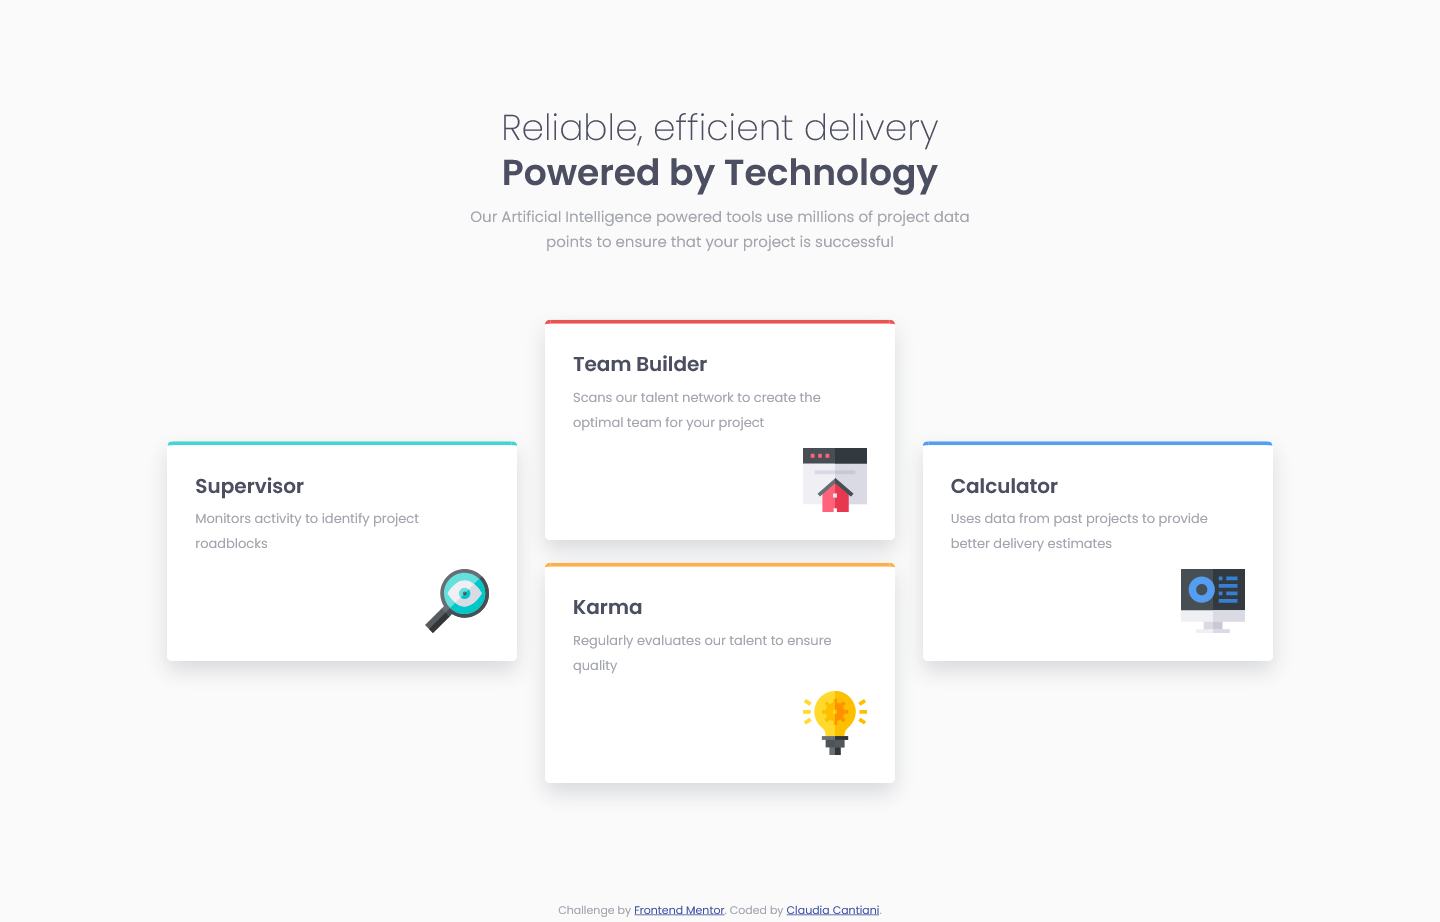 Reliable, efficient delivery
Powered by Technology
Our Artificial Intelligence powered tools use millions of project data
points to ensure that your project is successful
Supervisor
Monitors activity to identify project
roadblocks
Team Builder
Scans our talent network to create the
optimal team for your project
Karma
Regularly evaluates our talent to ensure
quality
Calculator
Uses data from past projects to provide
better delivery estimates
Challenge by Frontend Mentor. Coded by Claudia Cantiani.